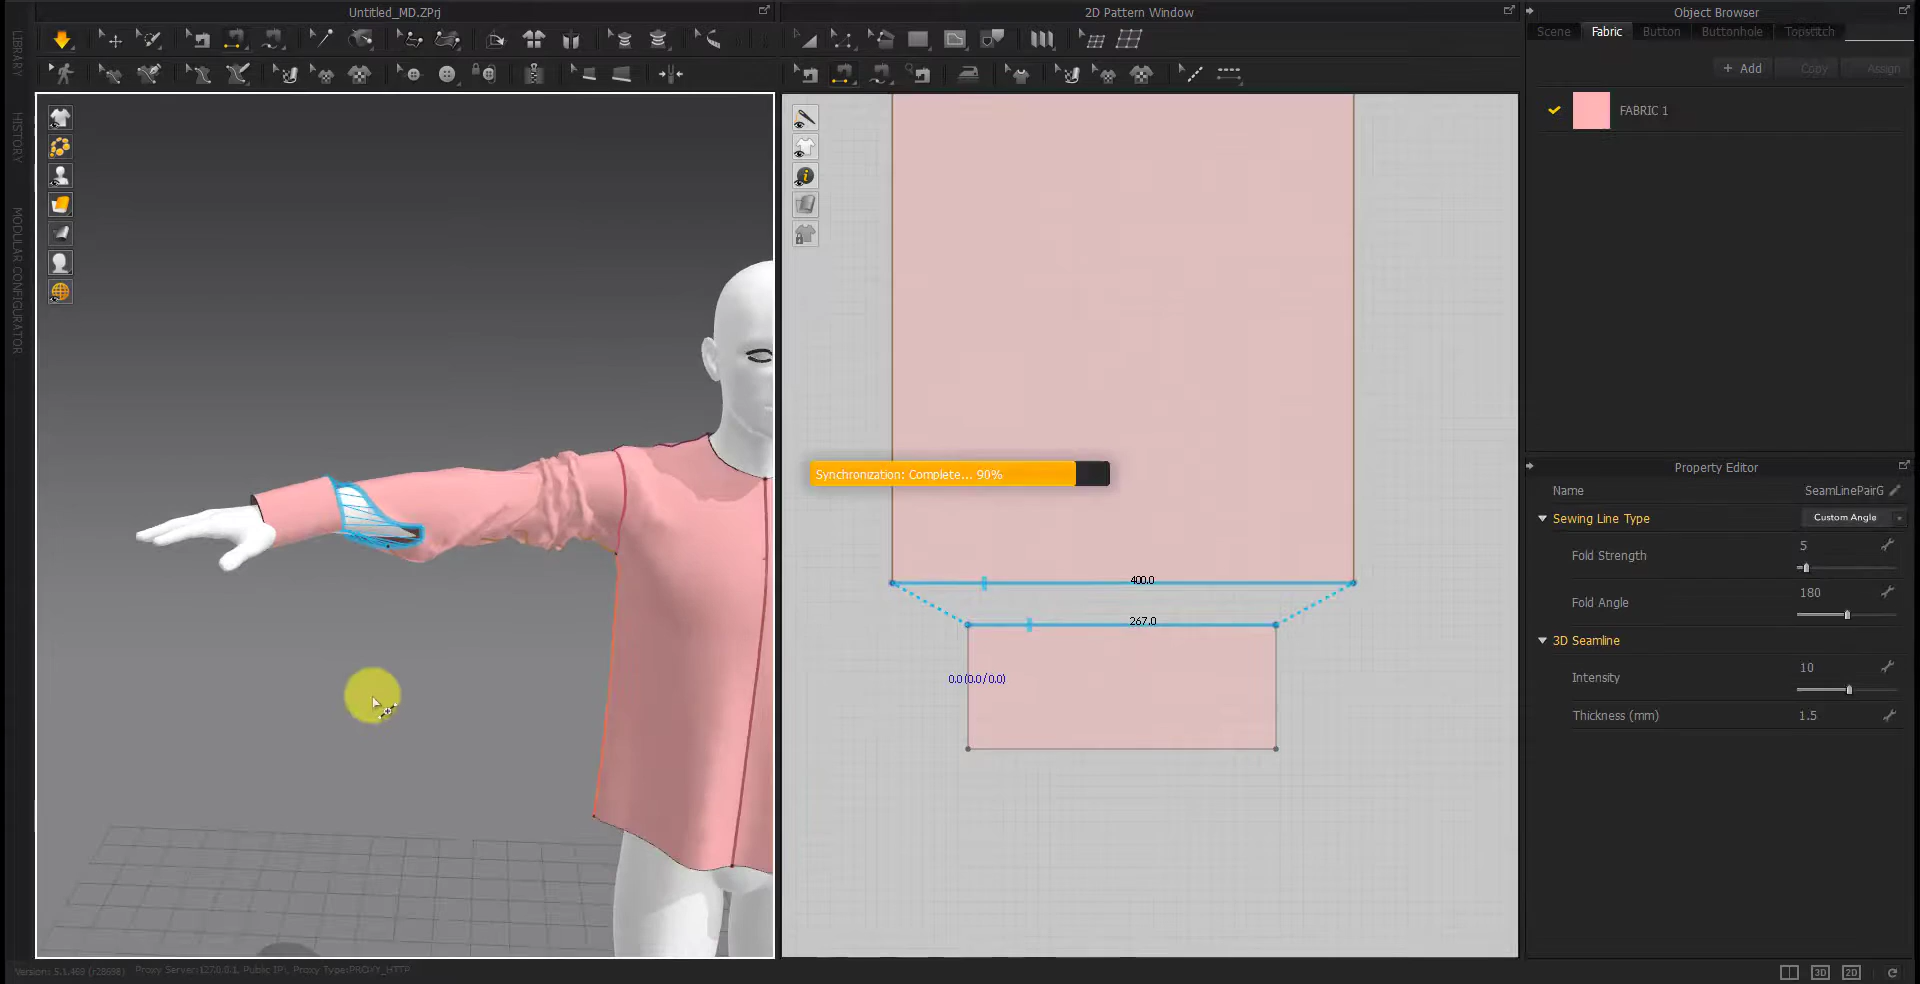 Untitled_MD.ZPrj
2D Pattern Window
Object Browser
Scene
Fabric
Button
Buttonhole
Topstitch
+ Add
Copy
Assign
FABRIC 1
LIBRARY
HISTORY
MODULAR CONFIGURATOR
Synchronization: Complete... 90%
400.0
267.0
0.0(0.0/0.0)
Property Editor
Name
SeamLinePairG
Sewing Line Type
Custom Angle
Fold Strength
5
Fold Angle
180
3D Seamline
Intensity
10
Thickness (mm)
1.5
Version: 5.1.469 (r28698)
Proxy Server:127.0.0.1, Public IP\, Proxy Type:PROXY_HTTP
3D
2D